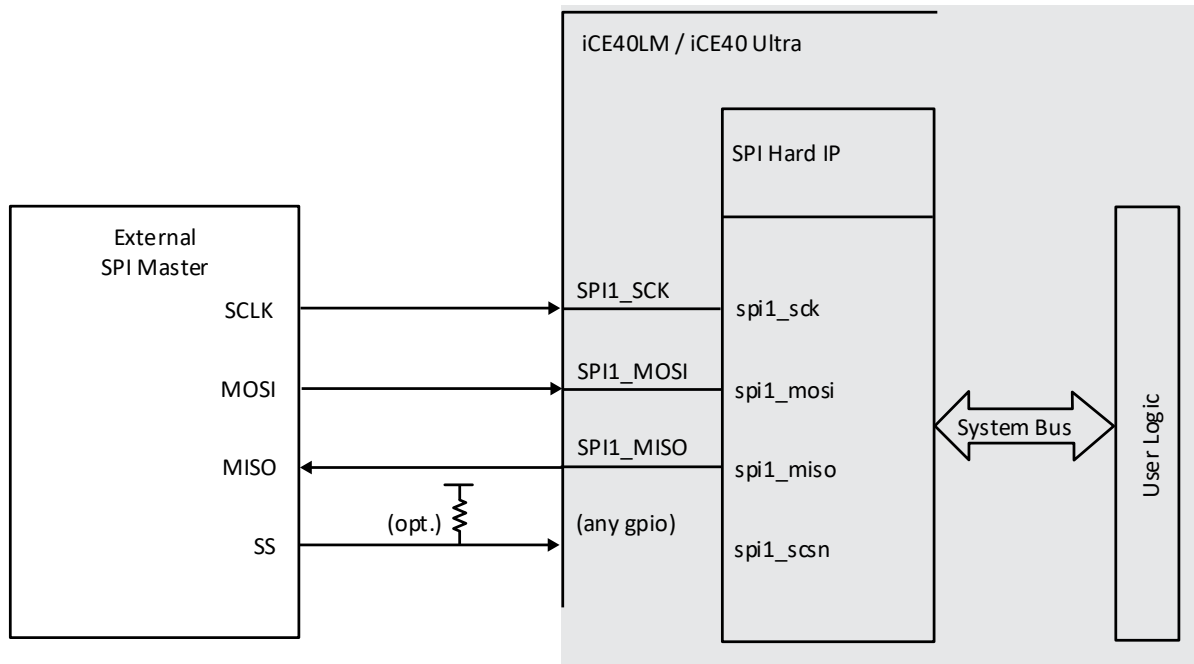 iCE40LM / iCE40 Ultra
SPI Hard IP
External
SPI Master
SCLK
SPI1_SCK
spi1_sck
MOSI
SPI1_MOSI
spi1_mosi
MISO
SPI1_MISO
spi1_miso
(opt.)
SS
(any gpio)
spi1_scsn
System Bus
User Logic